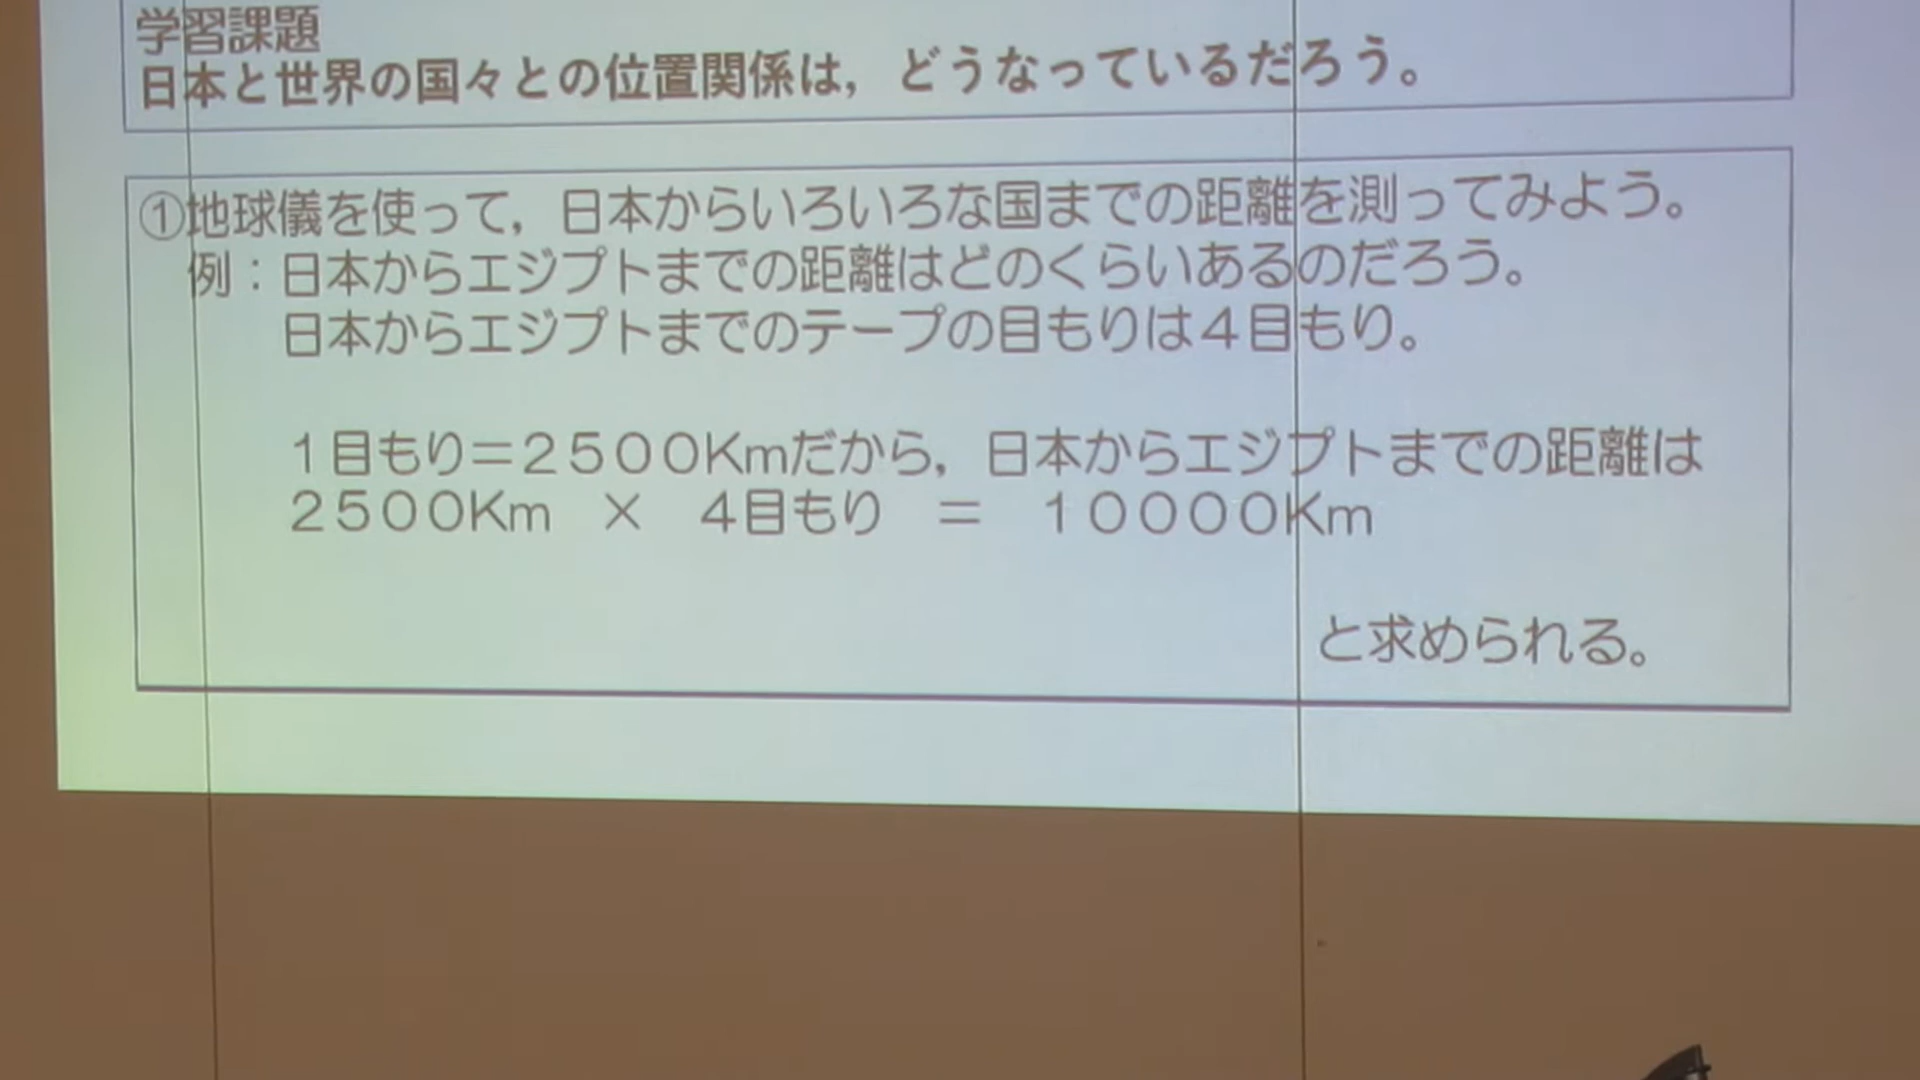 学習課題
日本と世界の国々との位置関係は，どうなっているだろう。
①地球儀を使って，日本からいろいろな国までの距離を測ってみよう。
例：日本からエジプトまでの距離はどのくらいあるのだろう。
日本からエジプトまでのテープの目もりは４目もり。
１目もり＝２５００Kmだから，日本からエジプトまでの距離は
２５００Km　×　４目もり　＝　１００００Km
と求められる。